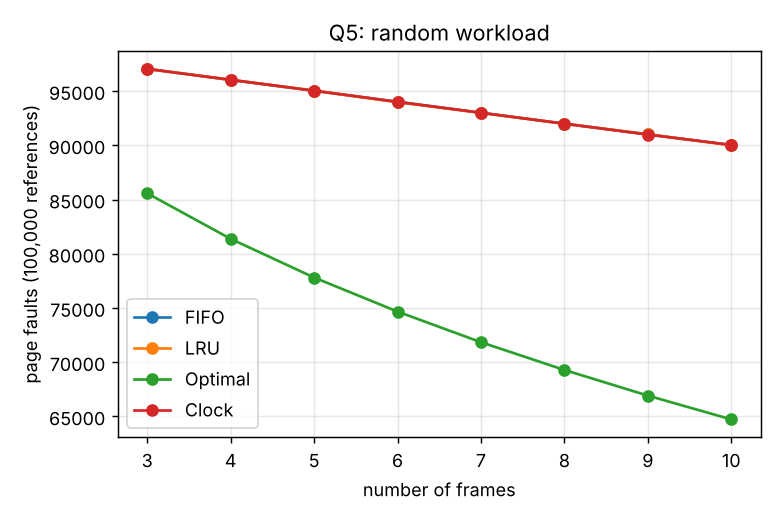 Q5: random workload
page faults (100,000 references)
95000
90000
85000
80000
75000
70000
65000
FIFO
LRU
Optimal
Clock
3 4 5 6 7 8 9 10
number of frames